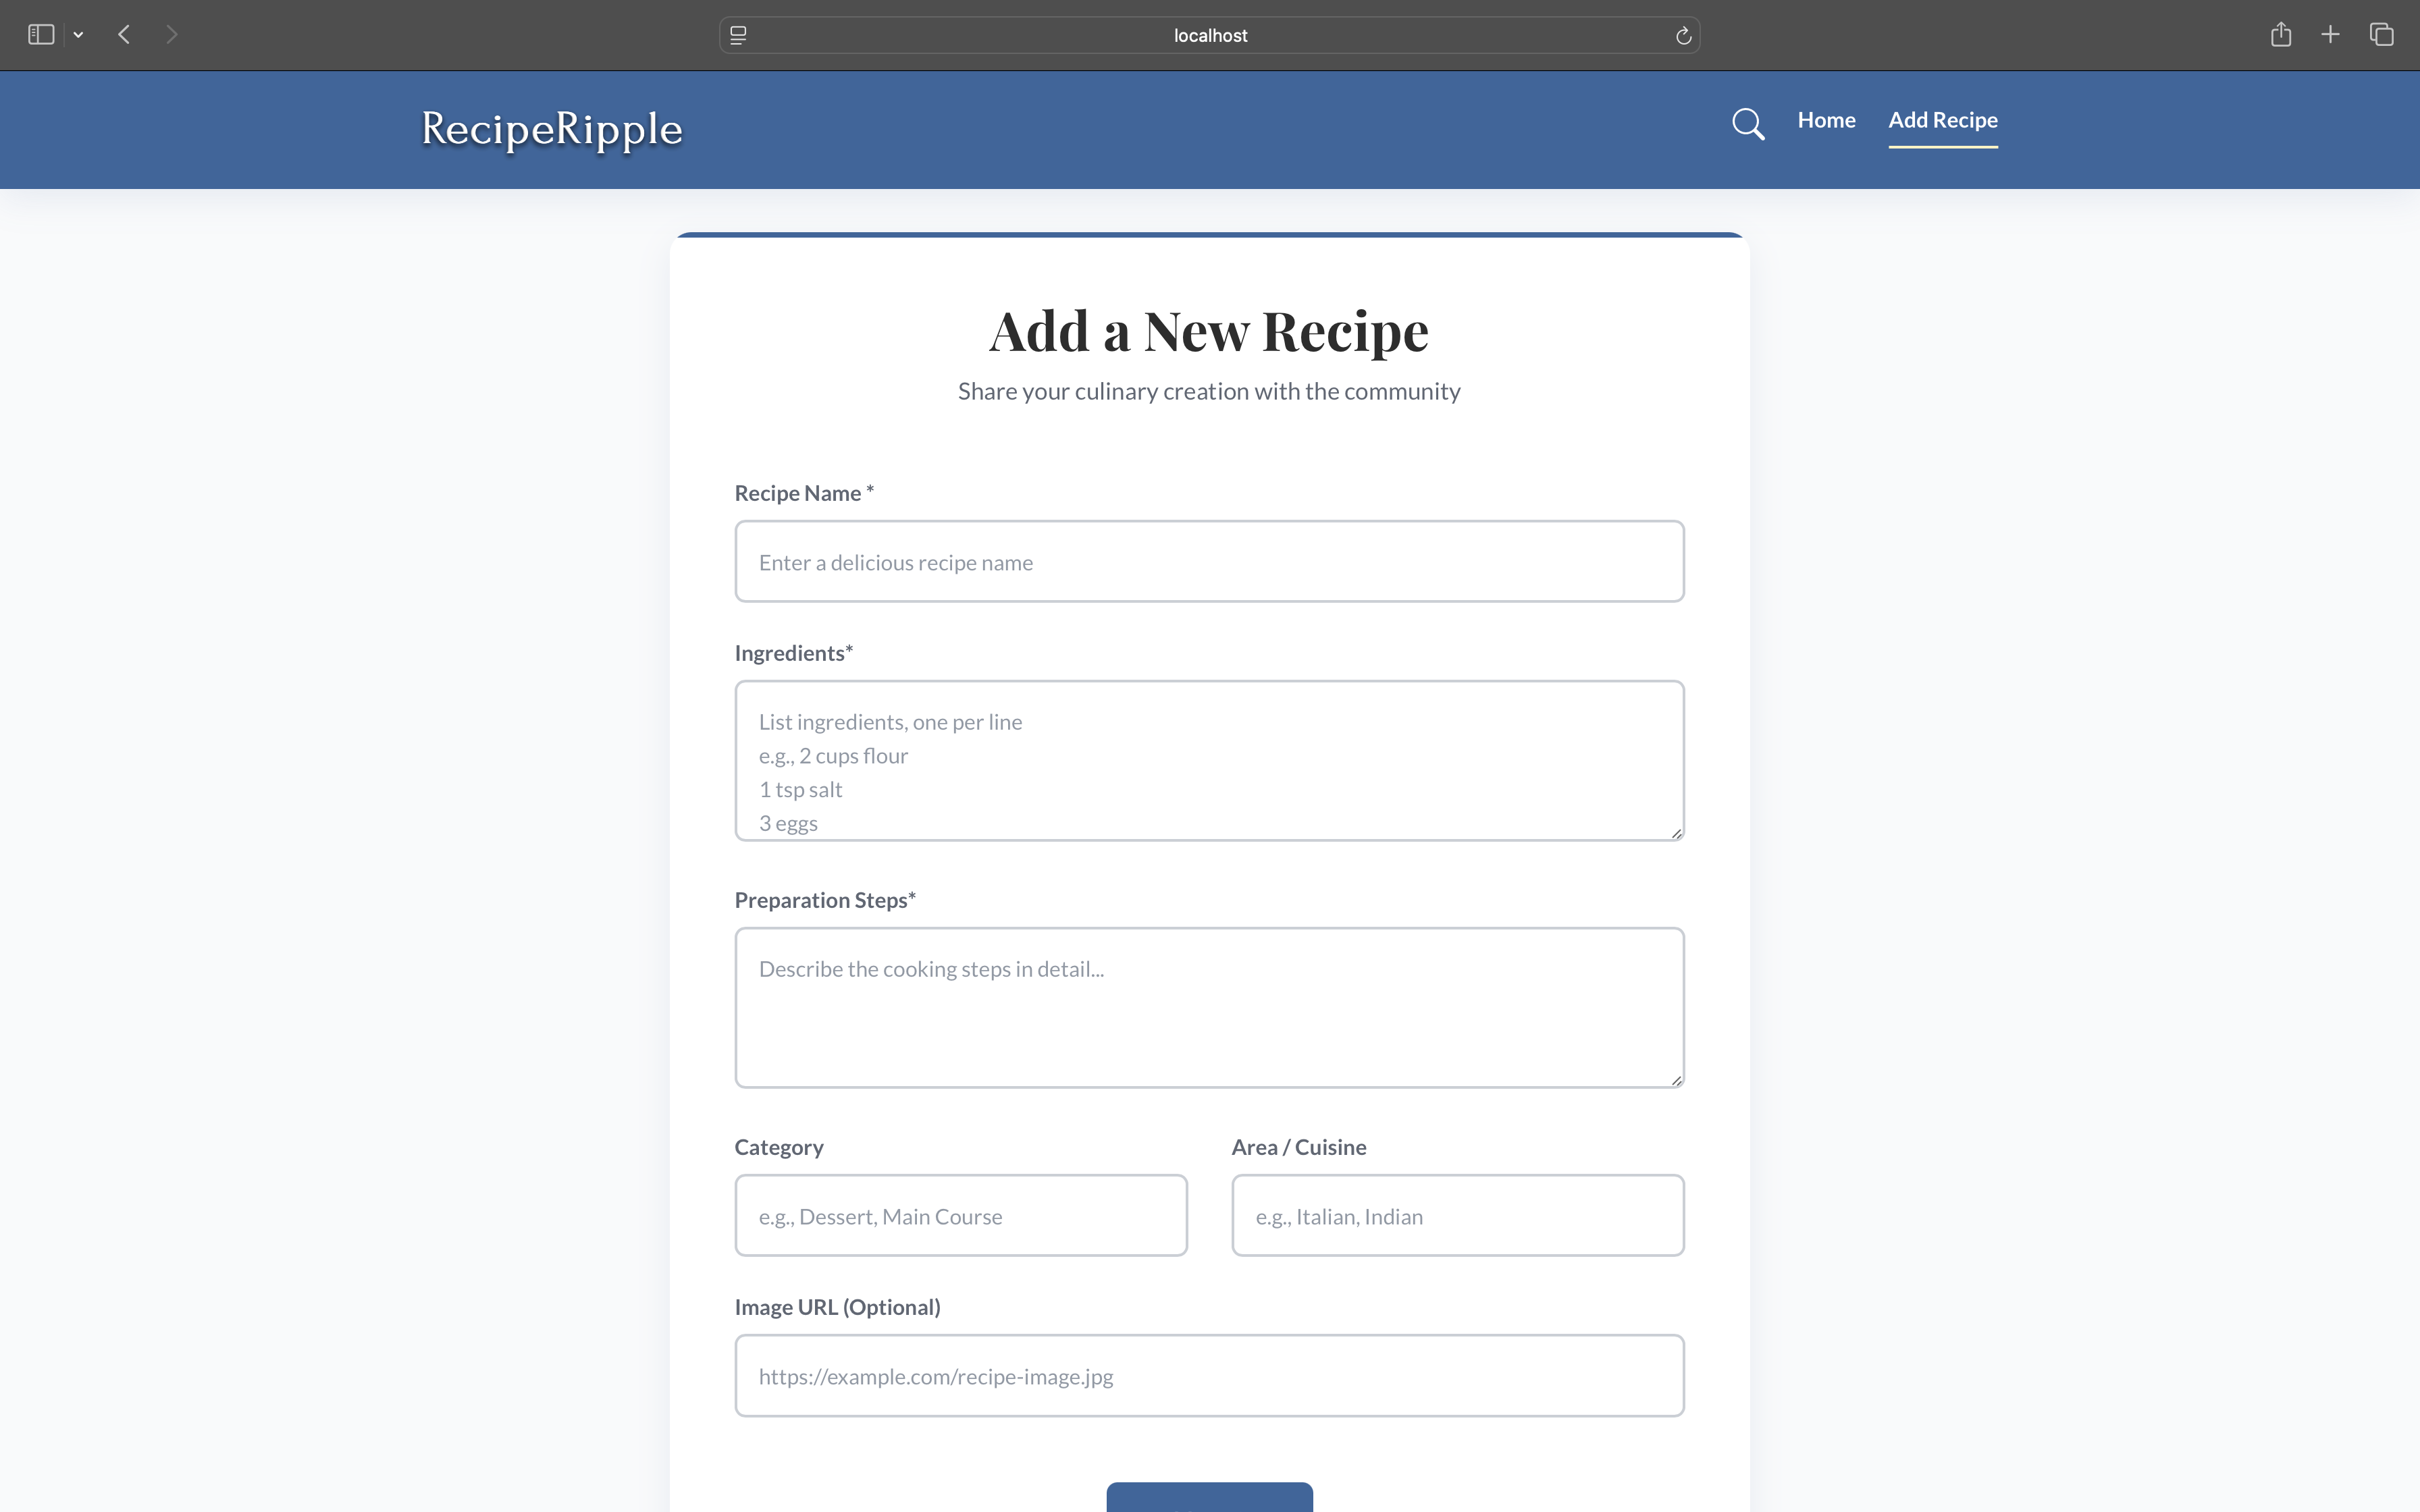 localhost
RecipeRipple
Home
Add Recipe
Add a New Recipe
Share your culinary creation with the community
Recipe Name *
Enter a delicious recipe name
Ingredients*
List ingredients, one per line
e.g., 2 cups flour
1 tsp salt
3 eggs
Preparation Steps*
Describe the cooking steps in detail...
Category
Area / Cuisine
e.g., Dessert, Main Course
e.g., Italian, Indian
Image URL (Optional)
https://example.com/recipe-image.jpg